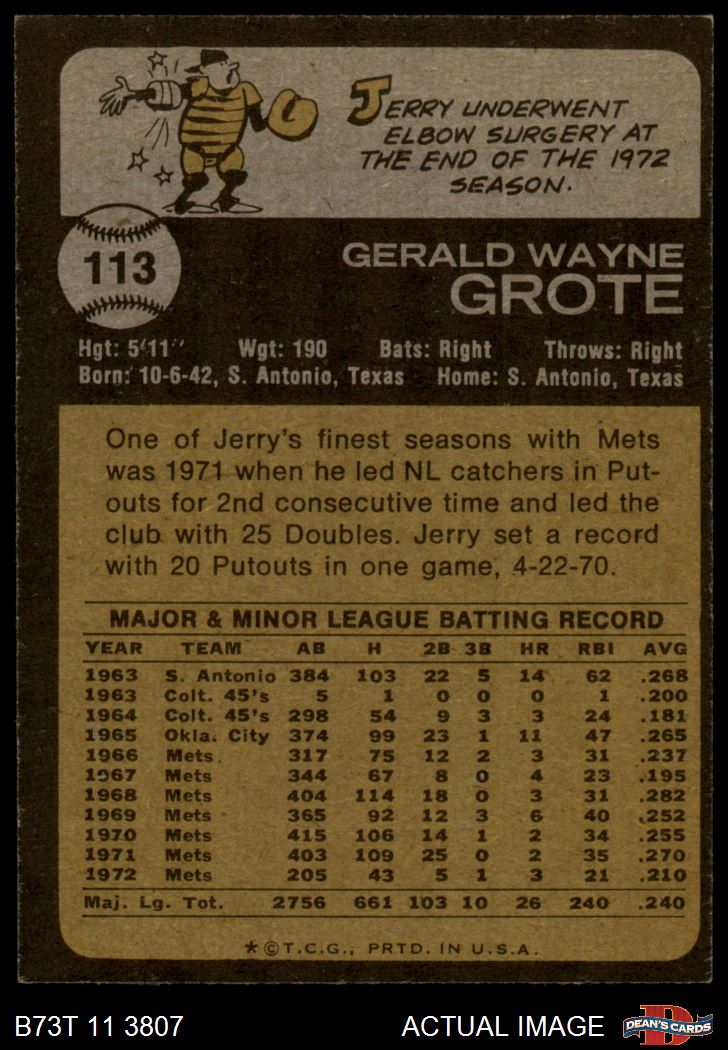 JERRY UNDERWENT
ELBOW SURGERY AT
THE END OF THE 1972
SEASON.
113
GERALD WAYNE
GROTE
Hgt: 5'11" Wgt: 190 Bats: Right Throws: Right
Born: 10-6-42, S. Antonio, Texas Home: S. Antonio, Texas
One of Jerry's finest seasons with Mets
was 1971 when he led NL catchers in Put-
outs for 2nd consecutive time and led the
club with 25 Doubles. Jerry set a record
with 20 Putouts in one game, 4-22-70.
MAJOR & MINOR LEAGUE BATTING RECORD
YEAR TEAM AB H 2B 3B HR RBI AVG
1963 S. Antonio 384 103 22 5 14 62 .268
1963 Colt. 45's 5 1 0 0 0 1 .200
1964 Colt. 45's 298 54 9 3 3 24 .181
1965 Okla. City 374 99 23 1 11 47 .265
1966 Mets 317 75 12 2 3 31 .237
1967 Mets 344 67 8 0 4 23 .195
1968 Mets 404 114 18 0 3 31 .282
1969 Mets 365 92 12 3 6 40 .252
1970 Mets 415 106 14 1 2 34 .255
1971 Mets 403 109 25 0 2 35 .270
1972 Mets 205 43 5 1 3 21 .210
Maj. Lg. Tot. 2756 661 103 10 26 240 .240
*©T.C.G., PRTD. IN U.S.A.
B73T 11 3807 ACTUAL IMAGE
D
DEAN'S CARDS